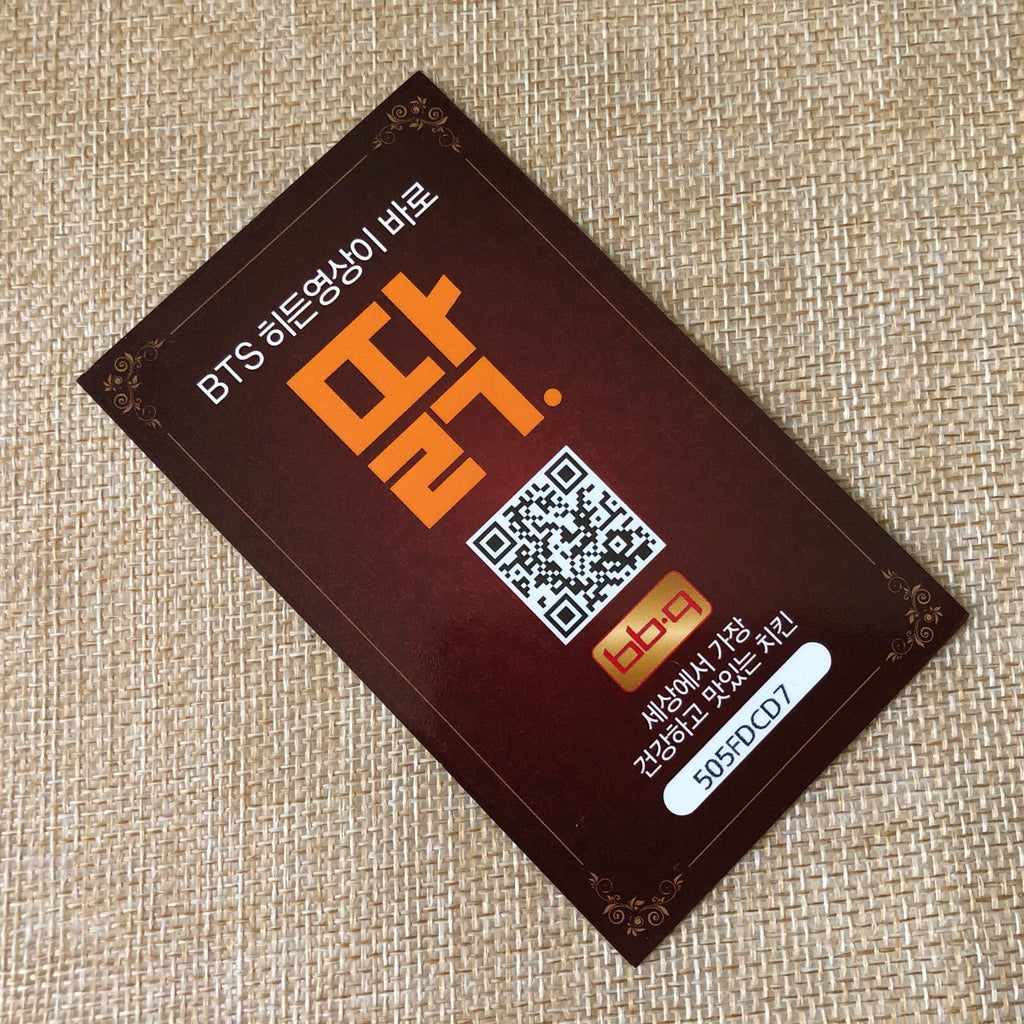 BTS 히든영상이 바로
딹.
bb.q
세상에서 가장
건강하고 맛있는 치킨
505FDCD7